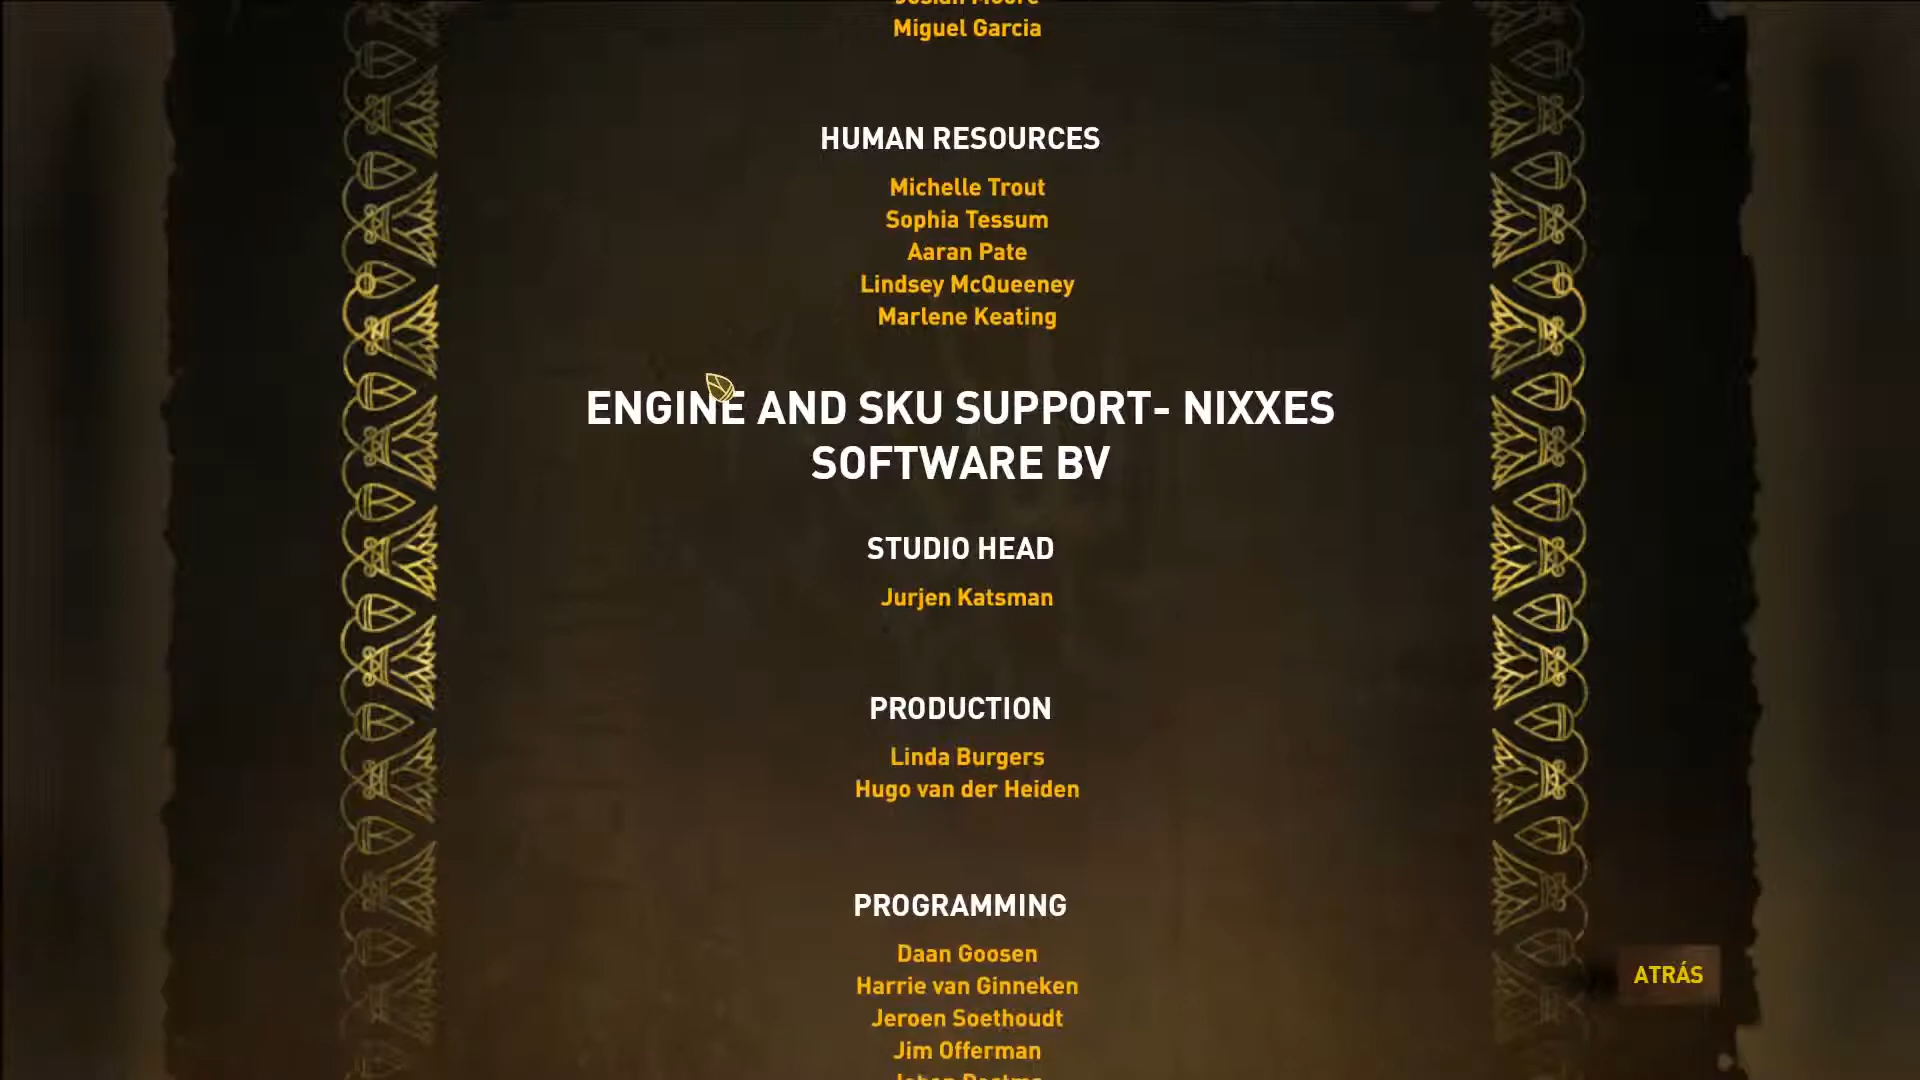 Miguel Garcia
HUMAN RESOURCES
Michelle Trout
Sophia Tessum
Aaran Pate
Lindsey McQueeney
Marlene Keating
ENGINE AND SKU SUPPORT- NIXXES
SOFTWARE BV
STUDIO HEAD
Jurjen Katsman
PRODUCTION
Linda Burgers
Hugo van der Heiden
PROGRAMMING
Daan Goosen
Harrie van Ginneken
ATRÁS
Jeroen Soethoudt
Jim Offerman